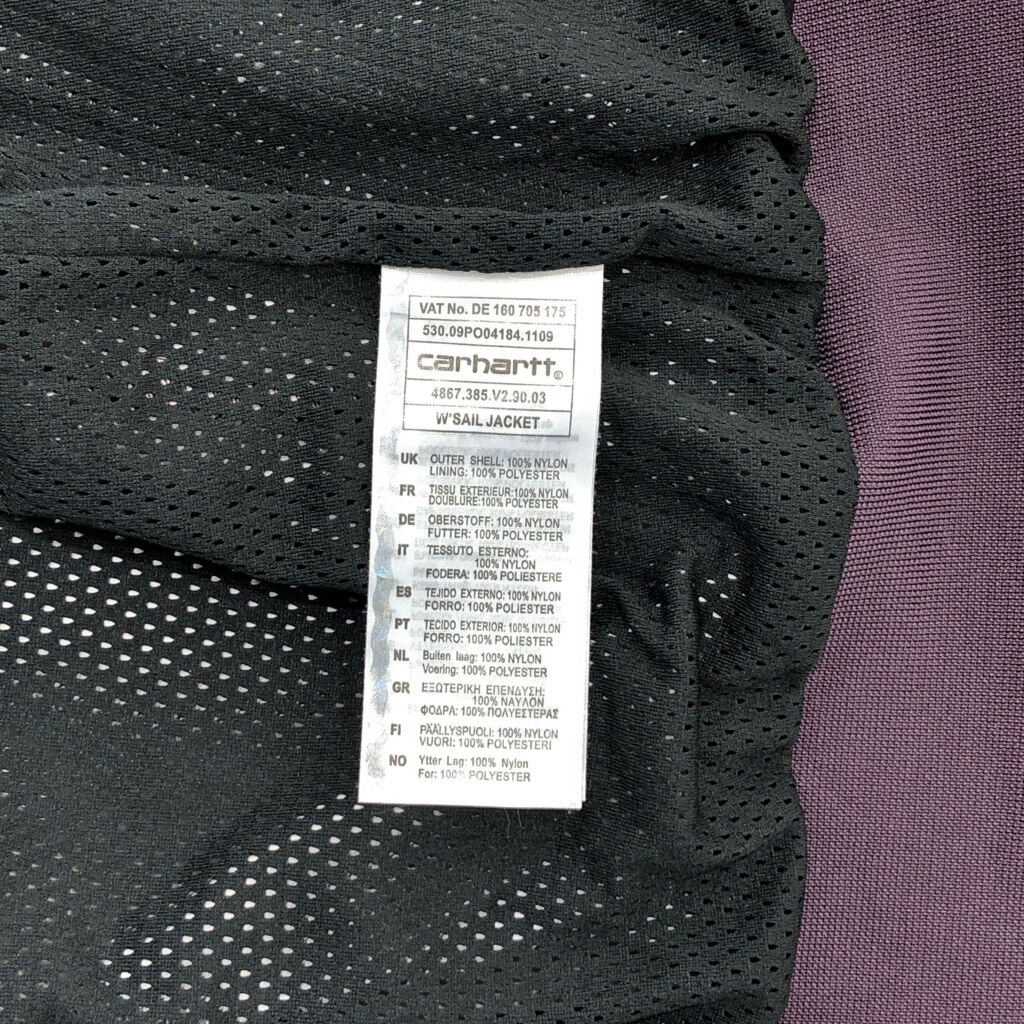 VAT No. DE 160 705 175
530.09PO04184.1109
carhartt®
4867.385.V2.90.03
W'SAIL JACKET
UK OUTER SHELL: 100% NYLON
LINING: 100% POLYESTER
FR TISSU EXTERIEUR: 100% NYLON
DOUBLURE: 100% POLYESTER
DE OBERSTOFF: 100% NYLON
FUTTER: 100% POLYESTER
IT TESSUTO ESTERNO:
100% NYLON
FODERA: 100% POLIESTERE
ES TEJIDO EXTERNO: 100% NYLON
FORRO: 100% POLIESTER
PT TECIDO EXTERIOR: 100% NYLON
FORRO: 100% POLIESTER
NL Buiten laag: 100% NYLON
Voering: 100% POLYESTER
GR ΕΞΩΤΕΡΙΚΗ ΕΠΕΝΔΥΣΗ:
100% ΝΑΥΛΟΝ
ΦΟΔΡΑ: 100% ΠΟΛΥΕΣΤΕΡΑΣ
FI PÄÄLLYSPUOLI: 100% NYLON
VUORI: 100% POLYESTERI
NO Ytter Lag: 100% Nylon
For: 100% POLYESTER